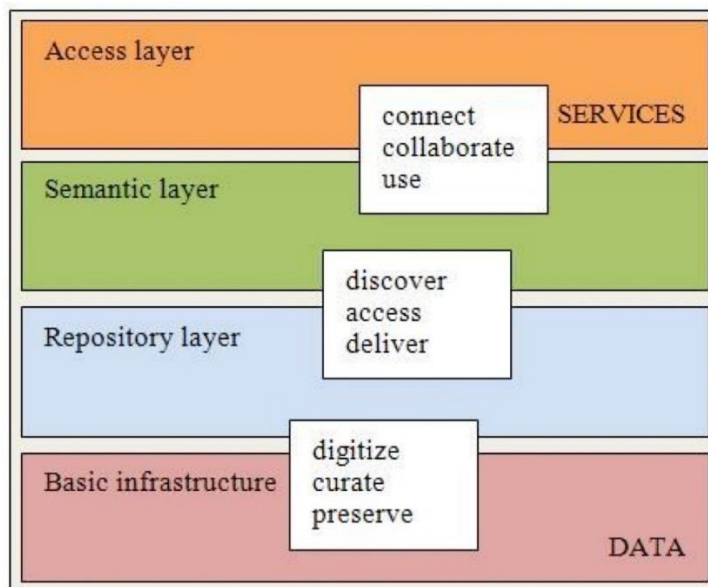 Access layer
SERVICES
connect
collaborate
use
Semantic layer
discover
access
deliver
Repository layer
digitize
curate
preserve
Basic infrastructure
DATA